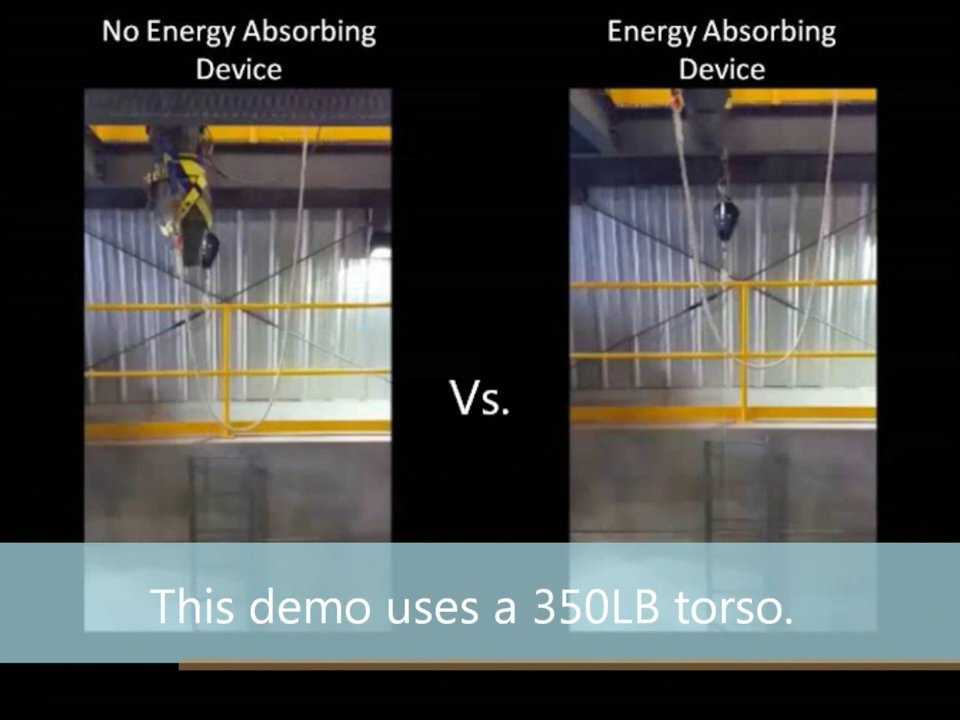 No Energy Absorbing
Device
Energy Absorbing
Device
Vs.
This demo uses a 350LB torso.